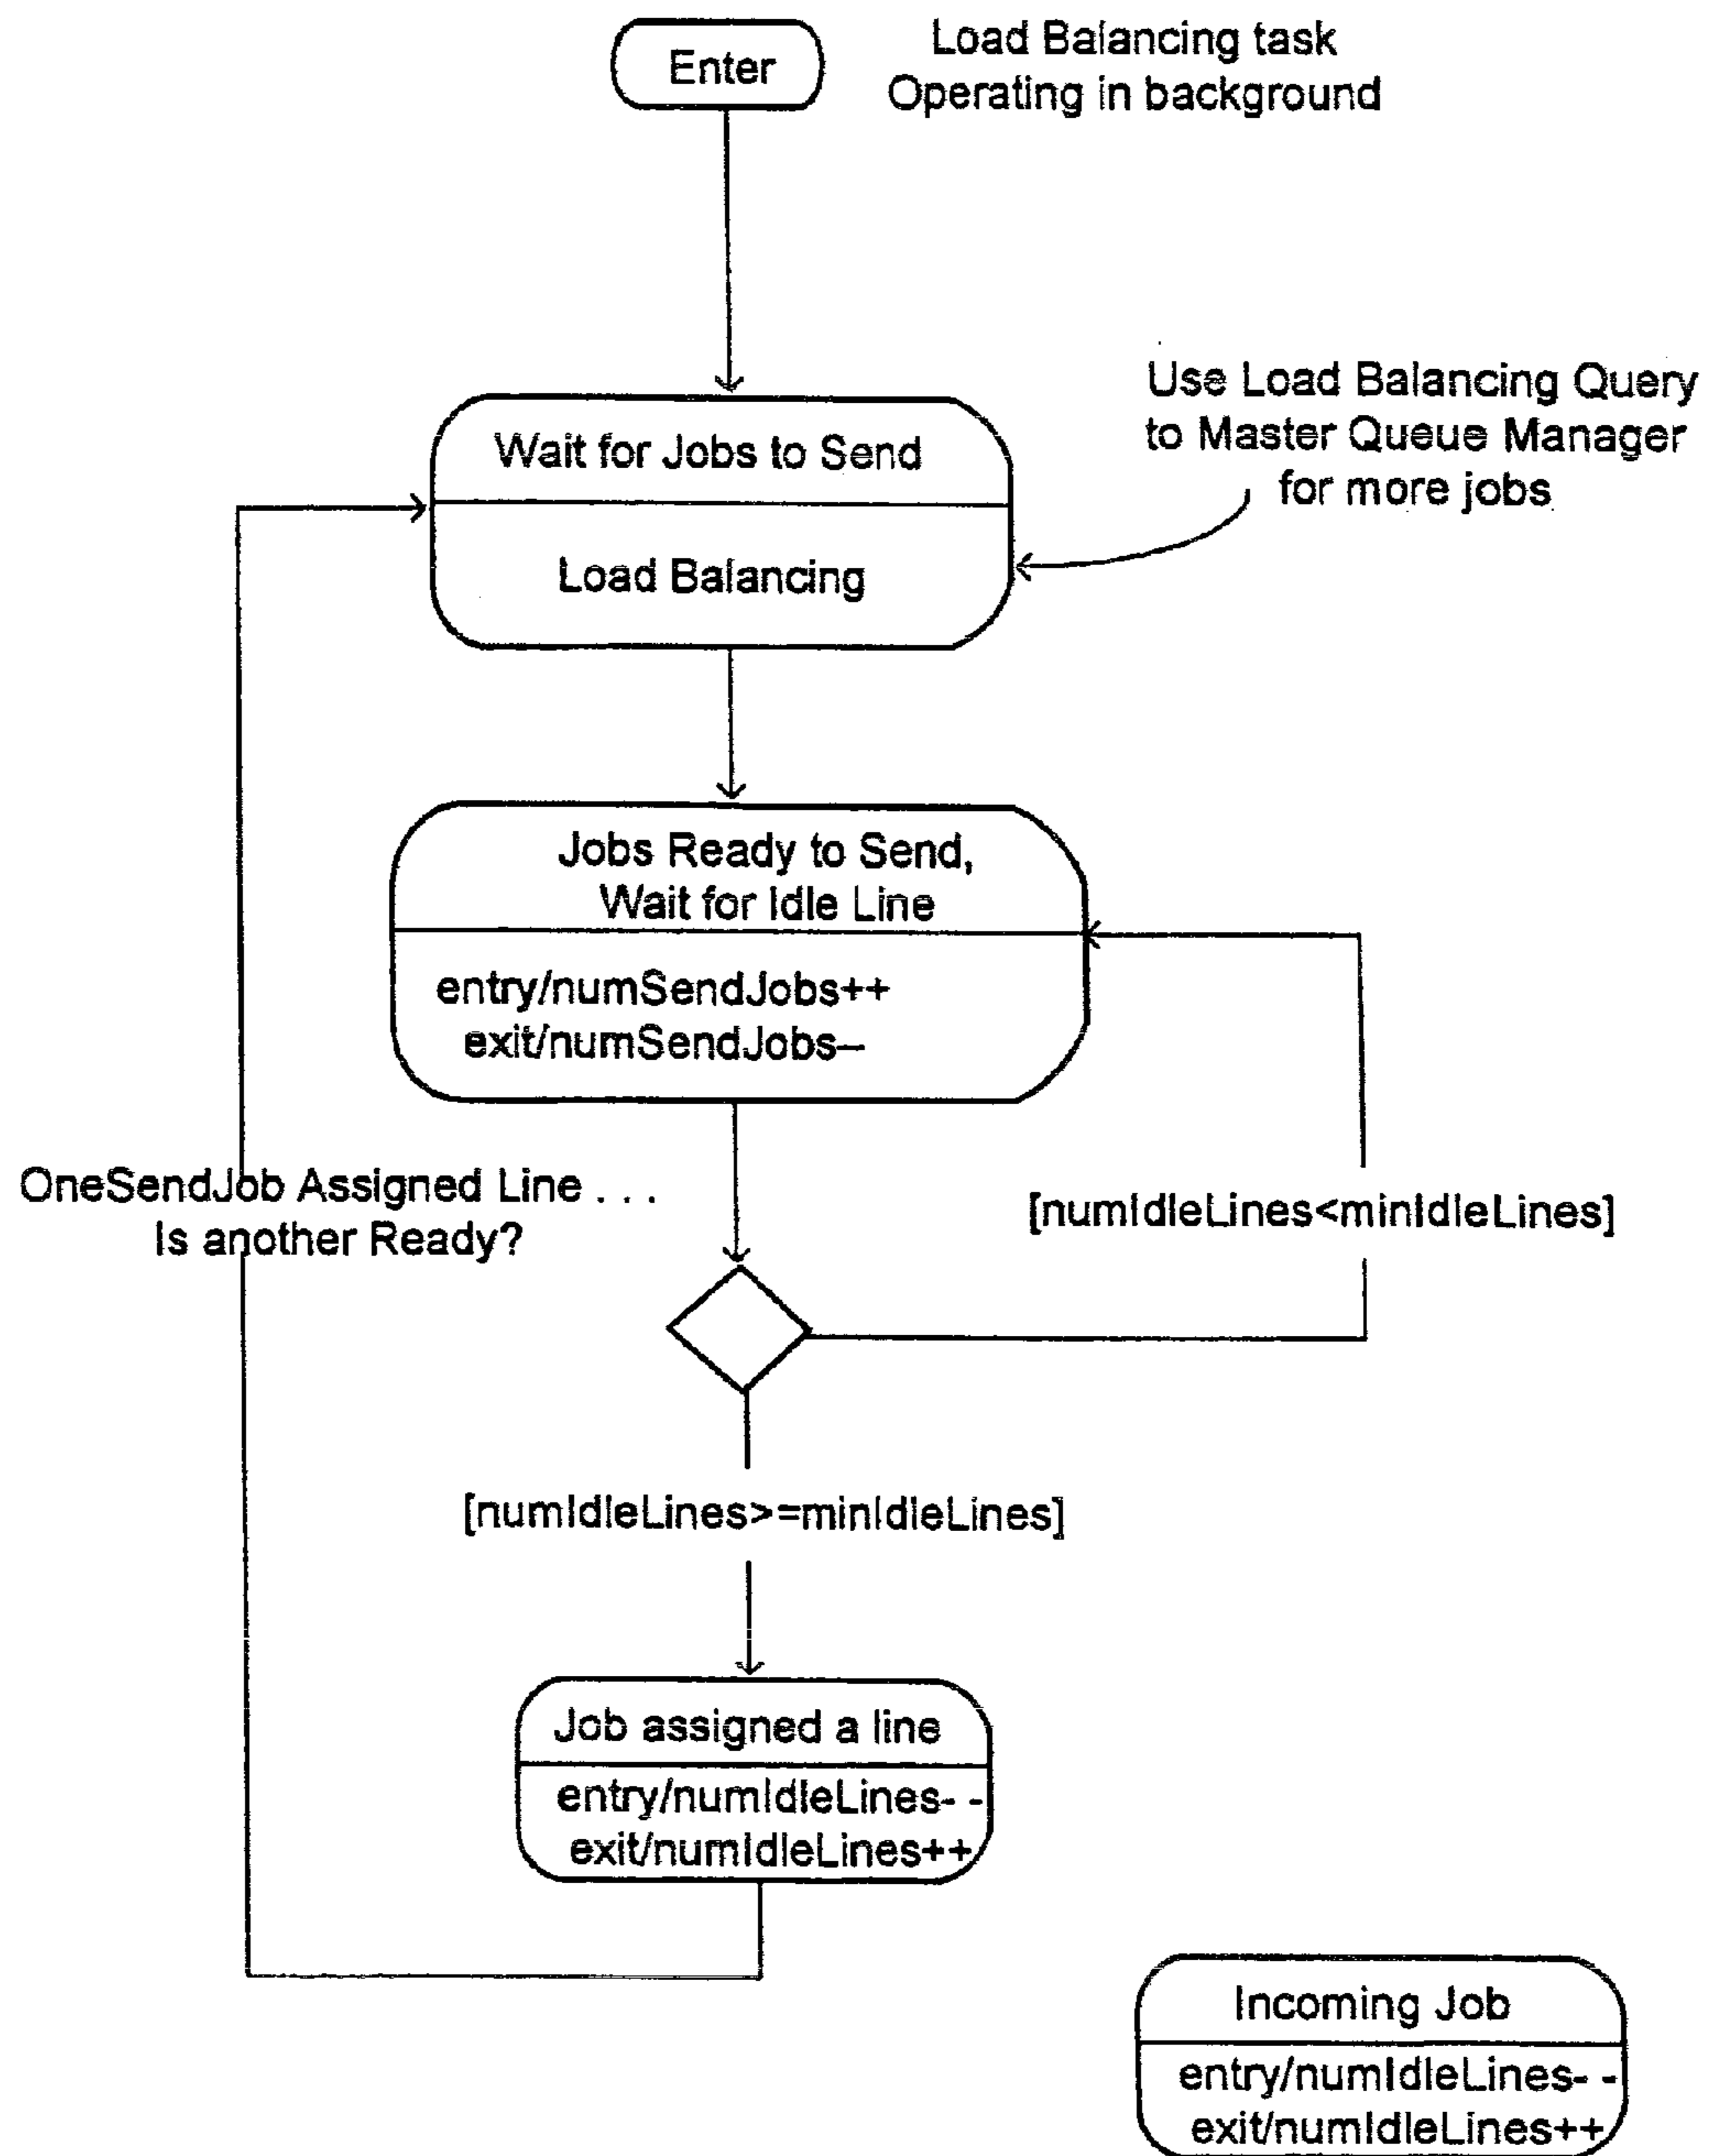 Enter
Load Balancing task
Operating in background
Use Load Balancing Query
to Master Queue Manager
for more jobs
Wait for Jobs to Send
Load Balancing
Jobs Ready to Send,
Wait for Idle Line
entry/numSendJobs++
exit/numSendJobs–
OneSendJob Assigned Line . . .
Is another Ready?
[numIdleLines<minIdleLines]
[numIdleLines>=minIdleLines]
Job assigned a line
entry/numIdleLines- -
exit/numIdleLines++
Incoming Job
entry/numIdleLines- -
exit/numIdleLines++